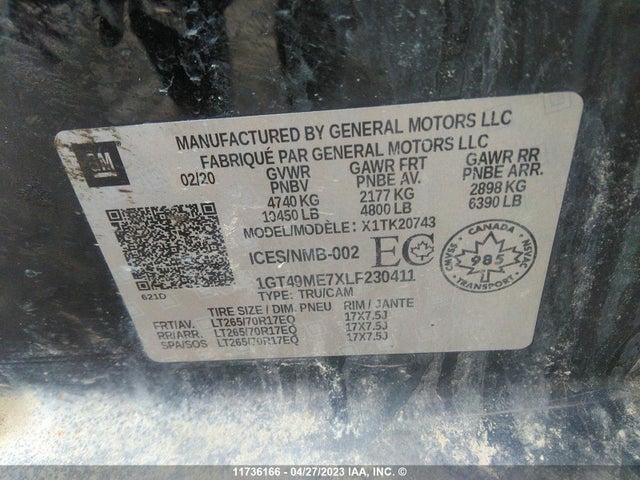 MANUFACTURED BY GENERAL MOTORS LLC
FABRIQUÉ PAR GENERAL MOTORS LLC
GM
02/20
GVWR GAWR FRT GAWR RR
PNBV PNBE AV. PNBE ARR.
4740 KG 2177 KG 2898 KG
10450 LB 4800 LB 6390 LB
MODEL/MODÈLE: X1TK20743
ICES/NMB-002 EC
CANADA
CMVSS NSVAC
985
TRANSPORT
1GT49ME7XLF230411
621D
TYPE: TRU/CAM
TIRE SIZE / DIM. PNEU RIM / JANTE
FRT/AV. LT265/70R17EQ 17X7.5J
RR/ARR. LT265/70R17EQ 17X7.5J
SPA/SOS LT265/70R17EQ 17X7.5J
11736166 - 04/27/2023 IAA, INC. ©